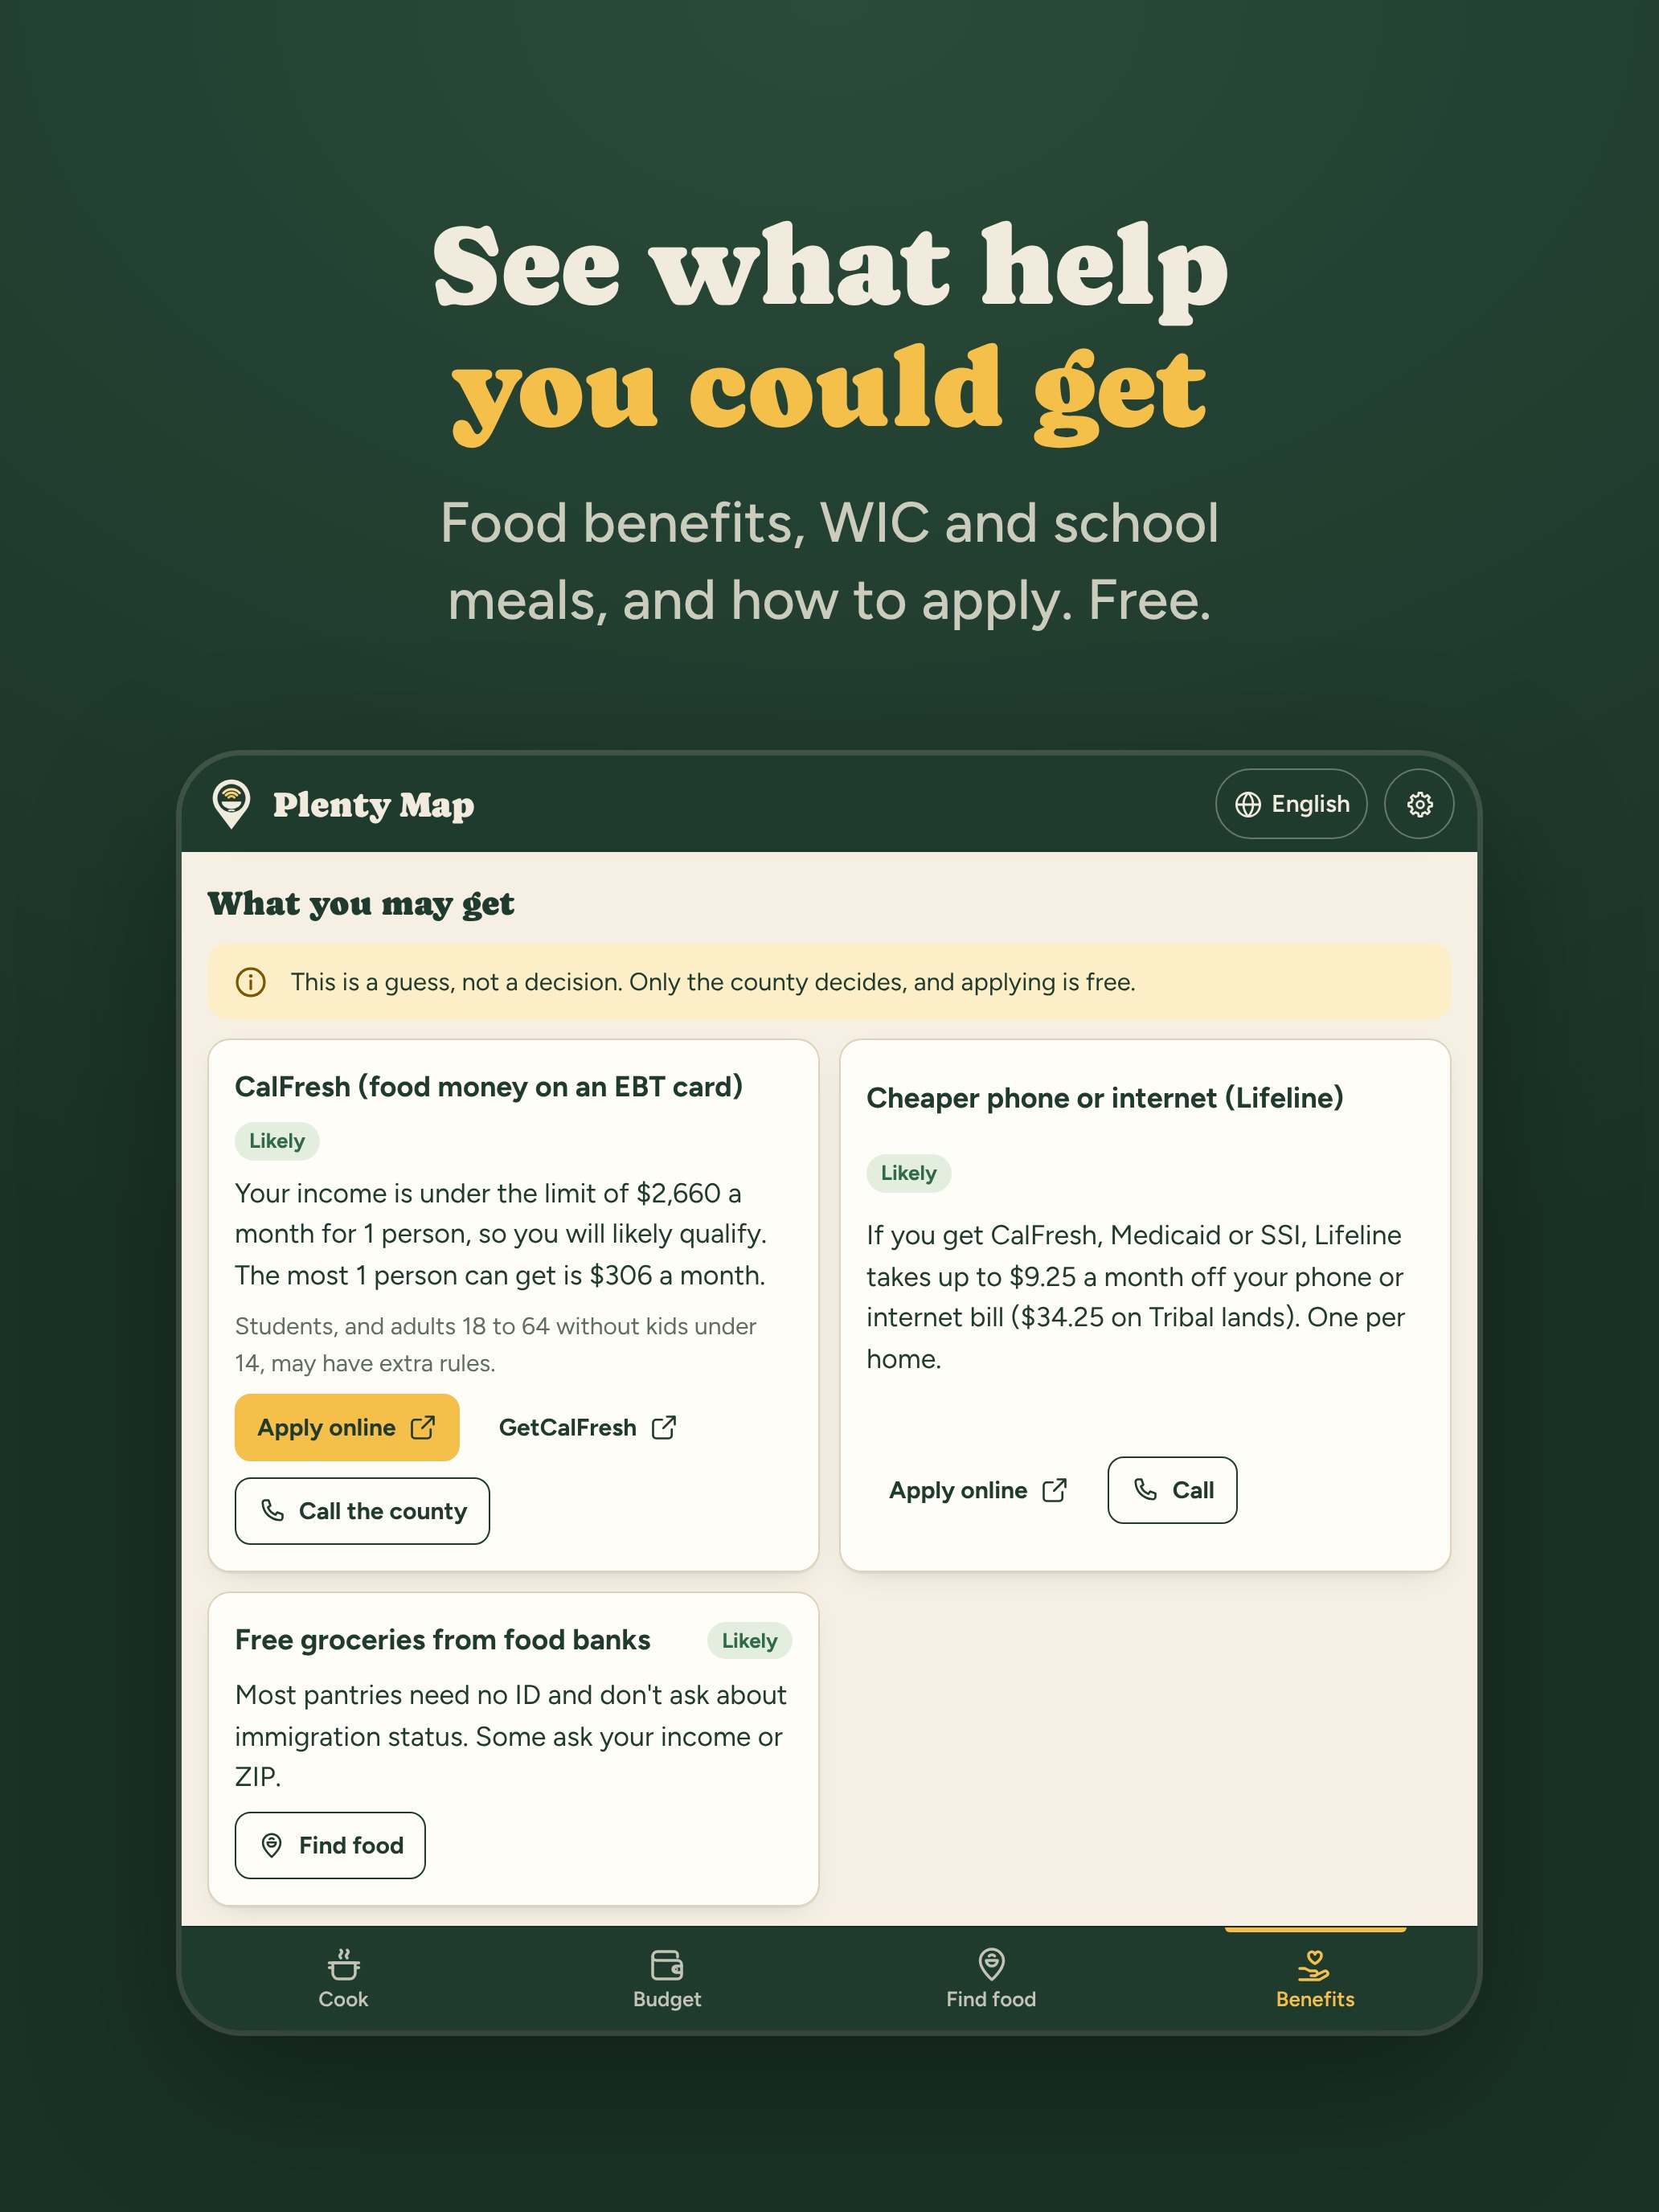 See what help
you could get
Food benefits, WIC and school
meals, and how to apply. Free.
Plenty Map
English
What you may get
This is a guess, not a decision. Only the county decides, and applying is free.
CalFresh (food money on an EBT card)
Likely
Your income is under the limit of $2,660 a
month for 1 person, so you will likely qualify.
The most 1 person can get is $306 a month.
Students, and adults 18 to 64 without kids under
14, may have extra rules.
Apply online
GetCalFresh
Call the county
Cheaper phone or internet (Lifeline)
Likely
If you get CalFresh, Medicaid or SSI, Lifeline
takes up to $9.25 a month off your phone or
internet bill ($34.25 on Tribal lands). One per
home.
Apply online
Call
Free groceries from food banks
Likely
Most pantries need no ID and don't ask about
immigration status. Some ask your income or
ZIP.
Find food
Cook
Budget
Find food
Benefits